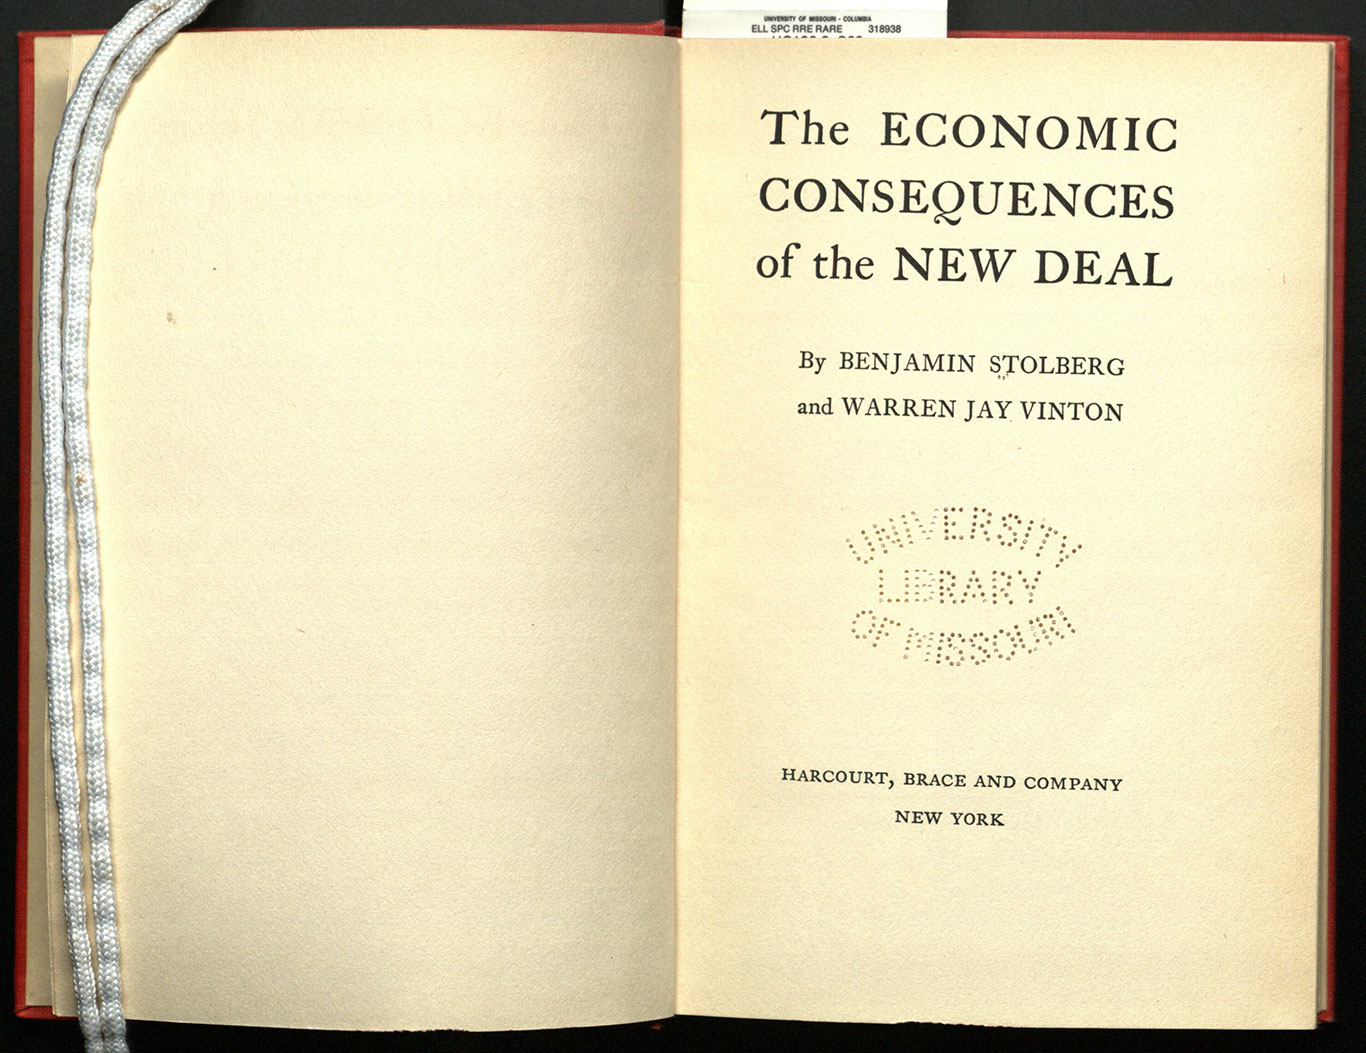 UNIVERSITY OF MISSOURI - COLUMBIA
ELL SPC RRE RARE 318938
The ECONOMIC
CONSEQUENCES
of the NEW DEAL
By BENJAMIN STOLBERG
and WARREN JAY VINTON
UNIVERSITY
LIBRARY
OF MISSOURI
HARCOURT, BRACE AND COMPANY
NEW YORK